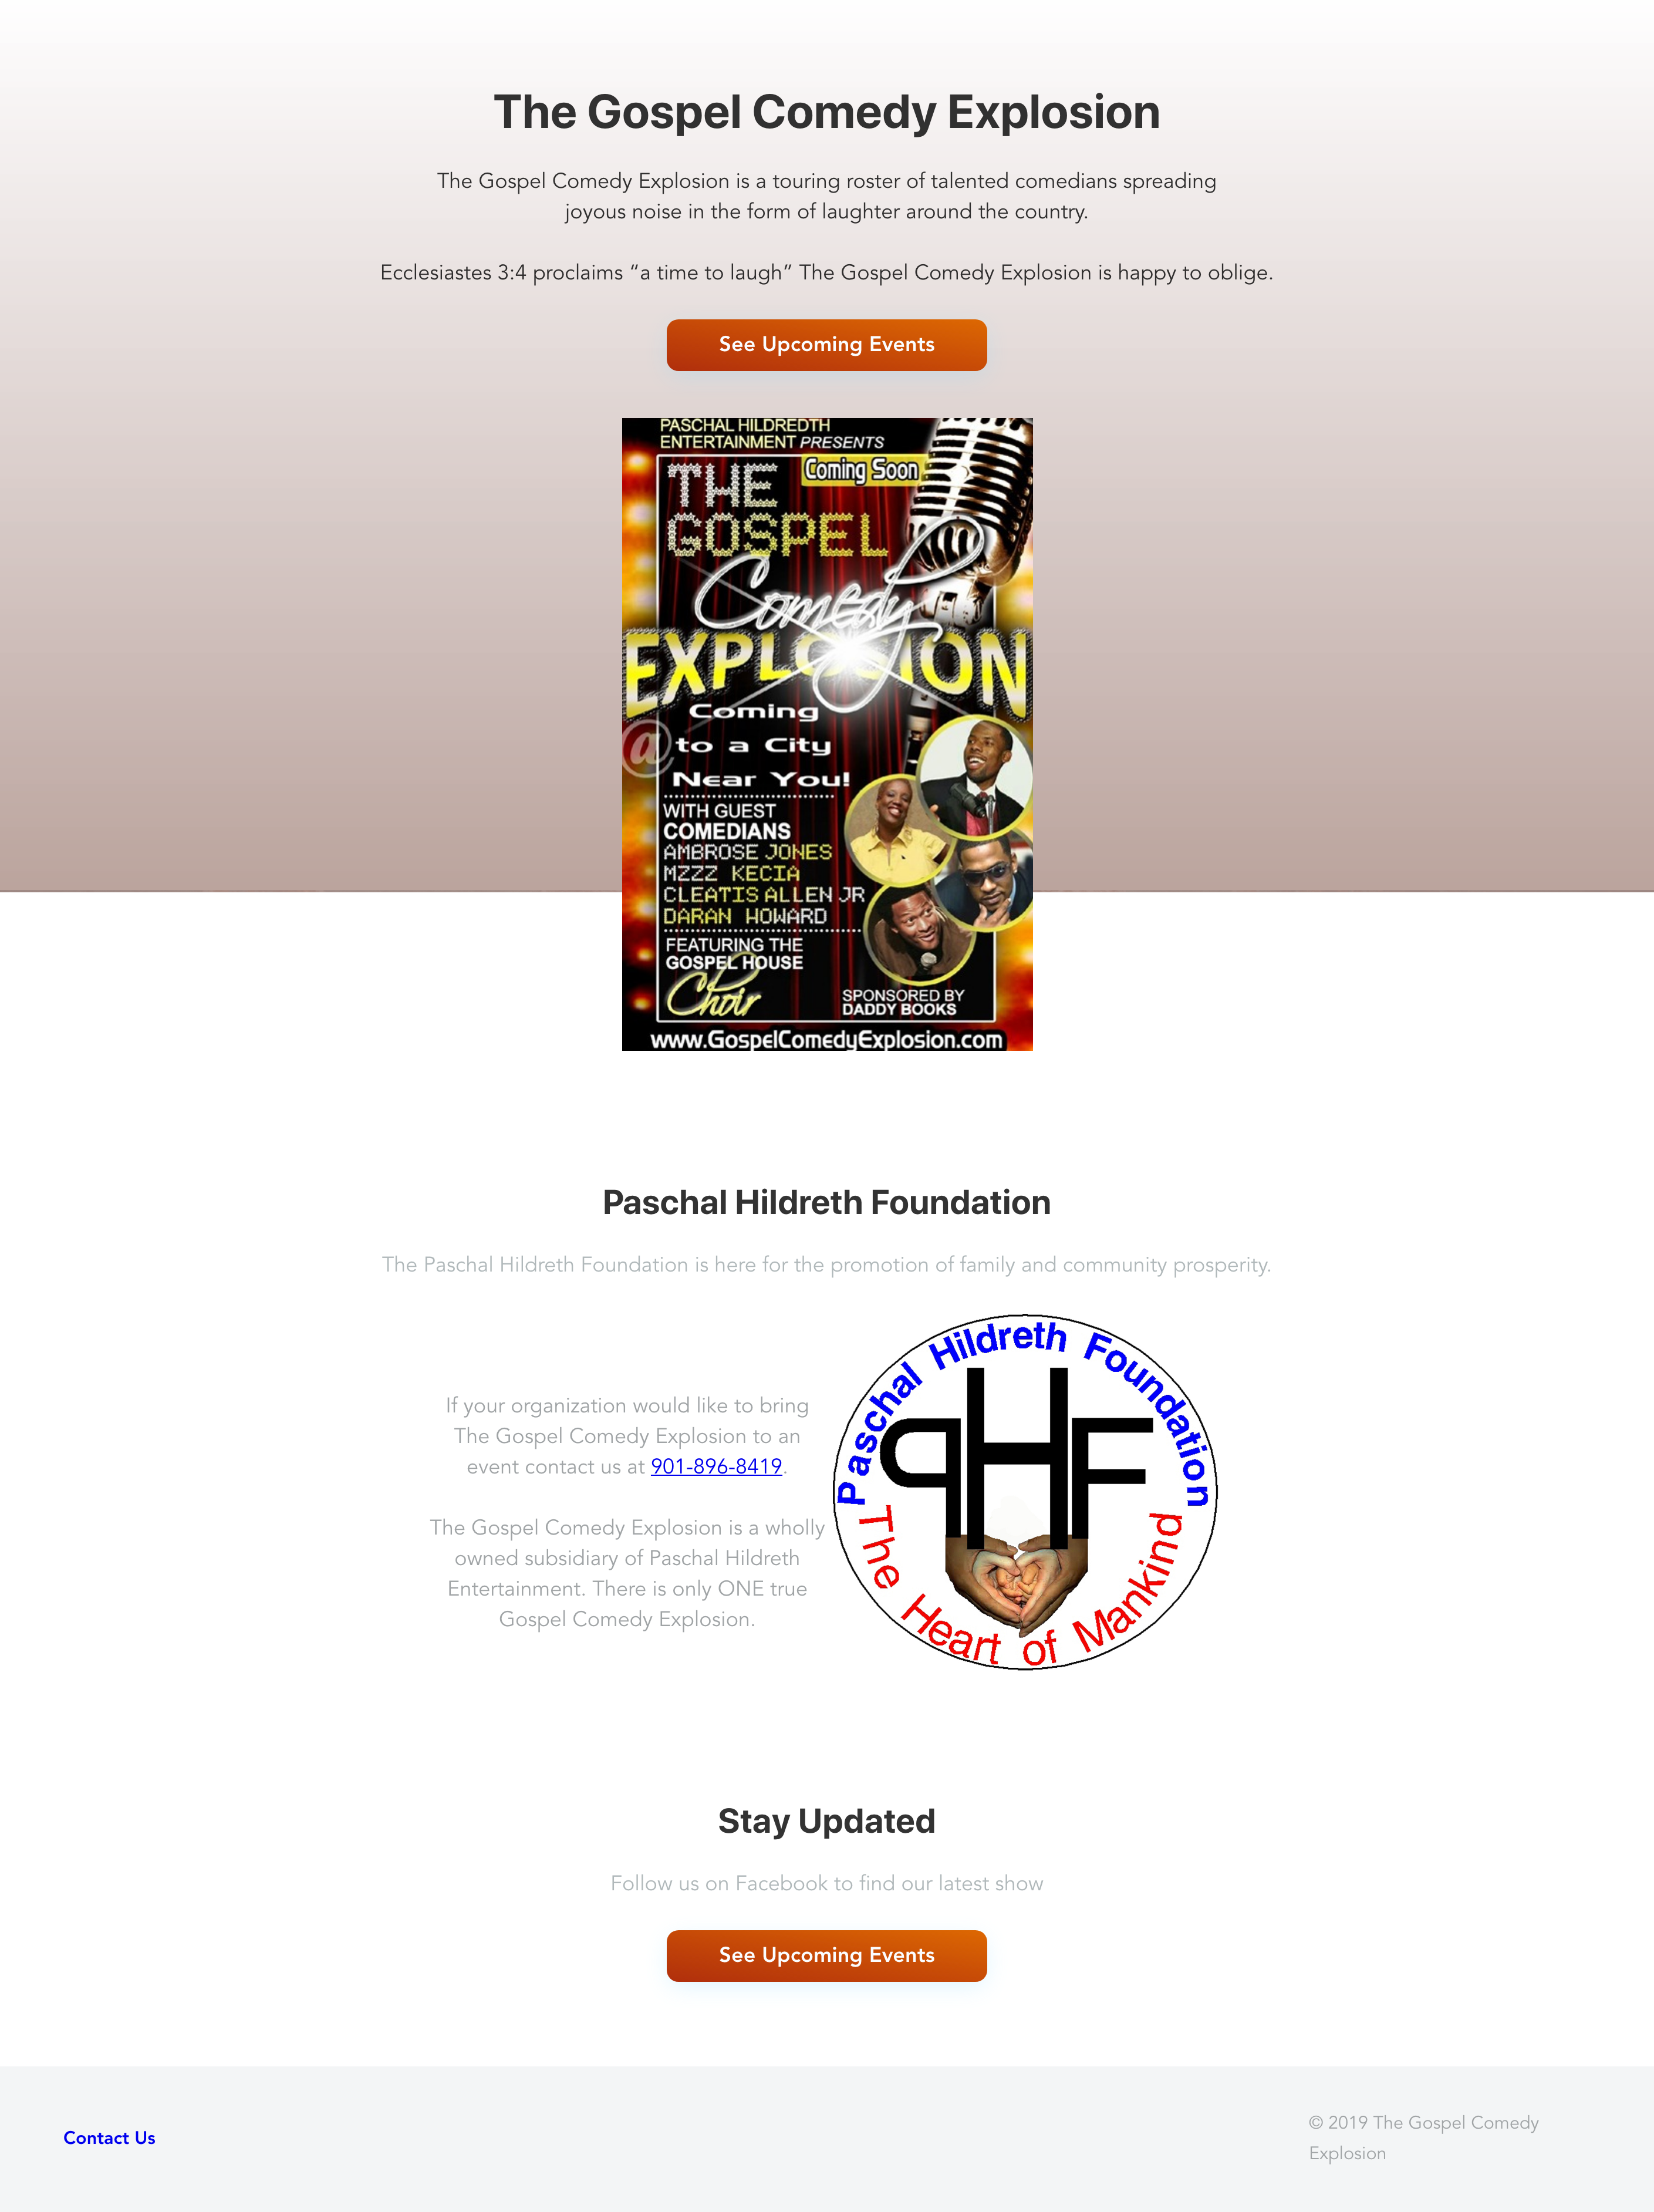 The Gospel Comedy Explosion
The Gospel Comedy Explosion is a touring roster of talented comedians spreading
joyous noise in the form of laughter around the country.
Ecclesiastes 3:4 proclaims “a time to laugh” The Gospel Comedy Explosion is happy to oblige.
See Upcoming Events
PASCHAL HILDREDTH
ENTERTAINMENT PRESENTS
Coming Soon
THE
GOSPEL
Comedy
EXPLOSION
Coming
@ to a City
Near You!
WITH GUEST
COMEDIANS
AMBROSE JONES
MZZZ KECIA
CLEATIS ALLEN JR
DARAN HOWARD
FEATURING THE
GOSPEL HOUSE
Choir
SPONSORED BY
DADDY BOOKS
www.GospelComedyExplosion.com
Paschal Hildreth Foundation
The Paschal Hildreth Foundation is here for the promotion of family and community prosperity.
If your organization would like to bring
The Gospel Comedy Explosion to an
event contact us at 901-896-8419.
The Gospel Comedy Explosion is a wholly
owned subsidiary of Paschal Hildreth
Entertainment. There is only ONE true
Gospel Comedy Explosion.
Paschal Hildreth Foundation
PHF
The Heart of Mankind
Stay Updated
Follow us on Facebook to find our latest show
See Upcoming Events
Contact Us
© 2019 The Gospel Comedy
Explosion